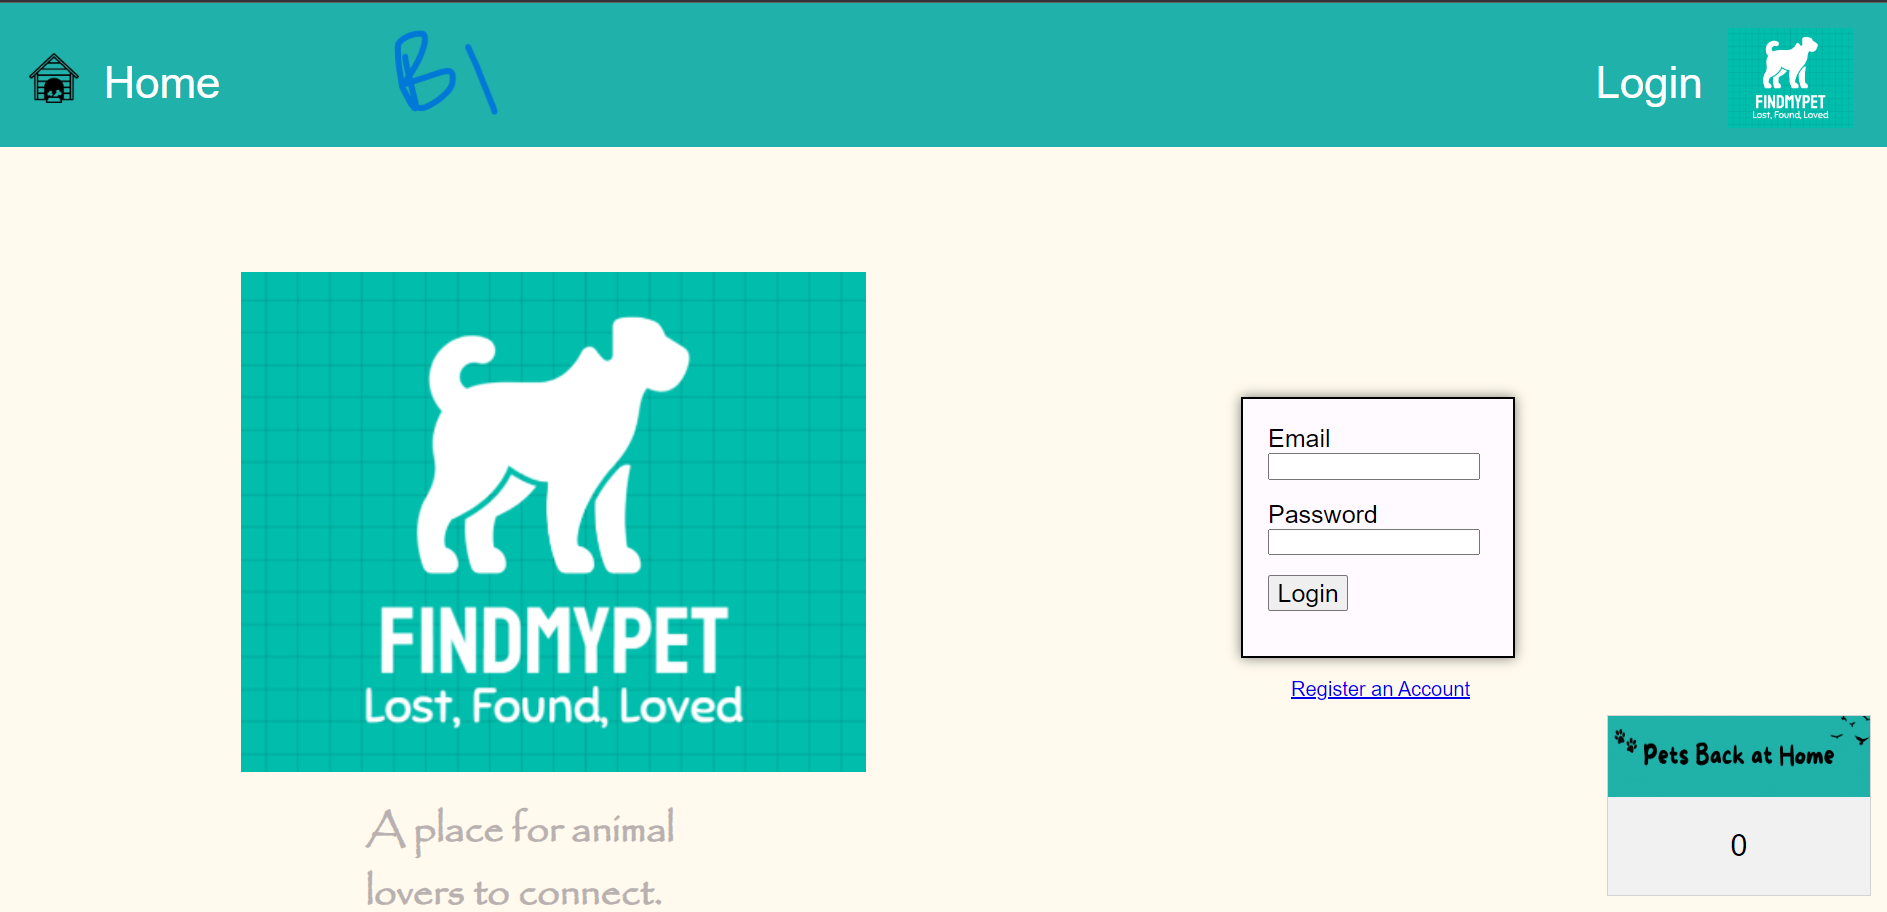 Home
B1
Login
FINDMYPET
Lost, Found, Loved
FINDMYPET
Lost, Found, Loved
Email
Password
Login
Register an Account
Pets Back at Home
0
A place for animal
lovers to connect.